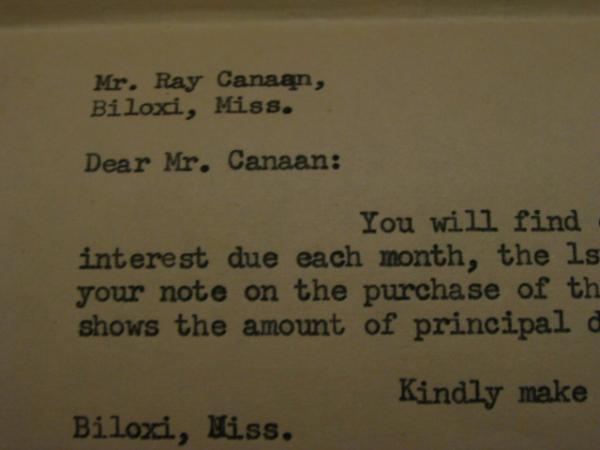 Mr. Ray Canaan,
Biloxi, Miss.
Dear Mr. Canaan:
You will find
interest due each month, the 1s
your note on the purchase of th
shows the amount of principal d
Kindly make
Biloxi, Miss.